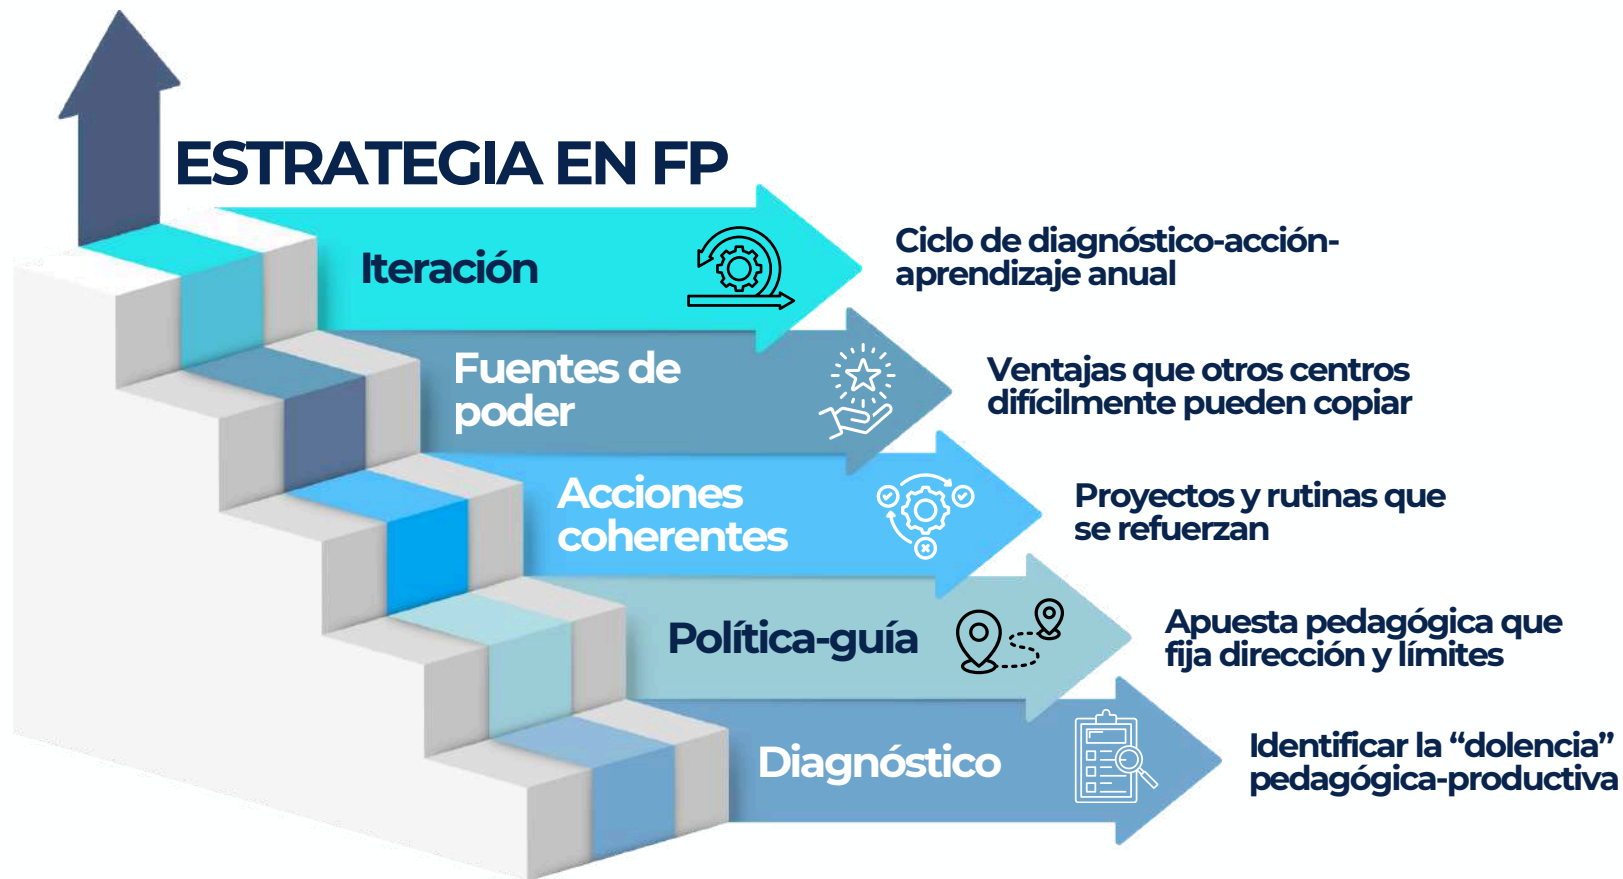 ESTRATEGIA EN FP
Iteración
Ciclo de diagnóstico-acción-
aprendizaje anual
Fuentes de
poder
Ventajas que otros centros
difícilmente pueden copiar
Acciones
coherentes
Proyectos y rutinas que
se refuerzan
Política-guía
Apuesta pedagógica que
fija dirección y límites
Diagnóstico
Identificar la “dolencia”
pedagógica-productiva